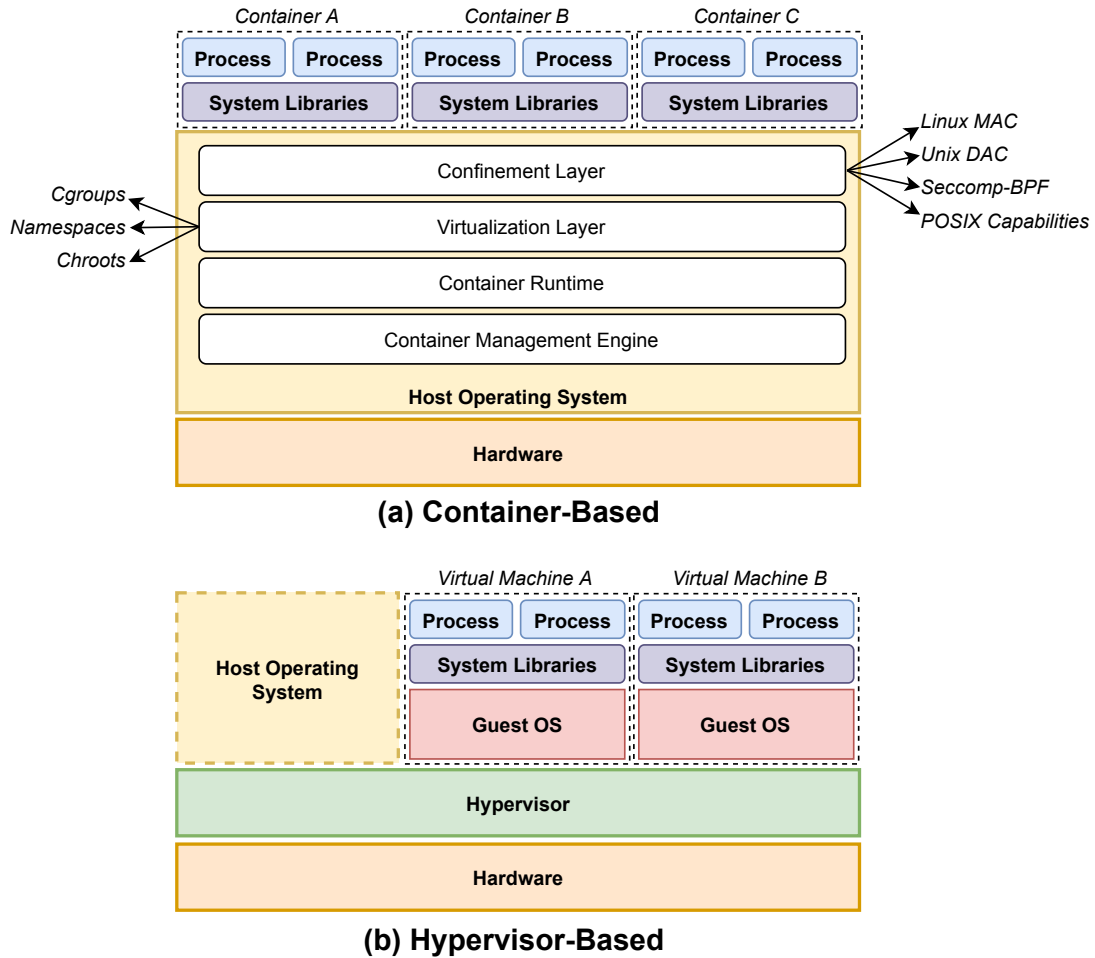 Container A
Container B
Container C
Process
Process
Process
Process
Process
Process
System Libraries
System Libraries
System Libraries
Linux MAC
Unix DAC
Seccomp-BPF
POSIX Capabilities
Confinement Layer
Cgroups
Namespaces
Chroots
Virtualization Layer
Container Runtime
Container Management Engine
Host Operating System
Hardware
(a) Container-Based
Virtual Machine A
Virtual Machine B
Process
Process
Process
Process
Host Operating
System
System Libraries
System Libraries
Guest OS
Guest OS
Hypervisor
Hardware
(b) Hypervisor-Based